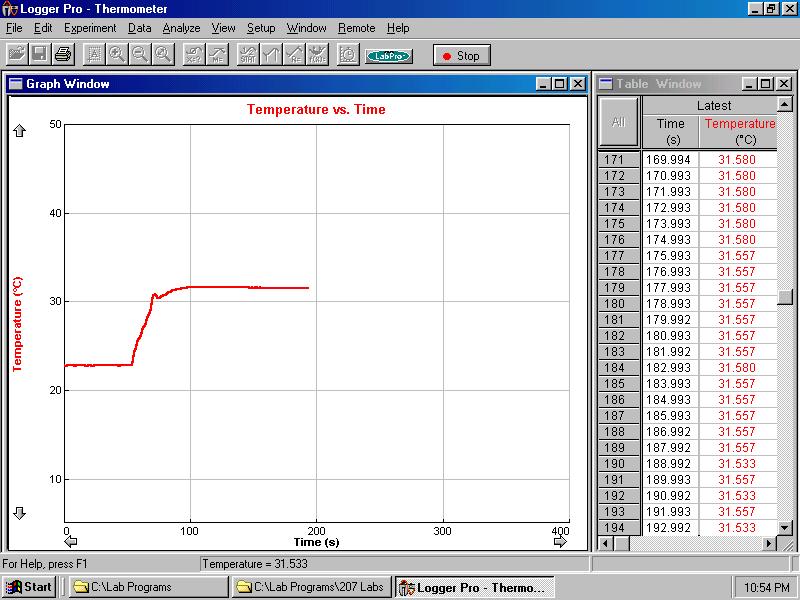 Logger Pro - Thermometer
File Edit Experiment Data Analyze View Setup Window Remote Help
LabPro Stop
Graph Window
Temperature vs. Time
50
40
30
20
10
Temperature (°C)
0 100 200 300 400
Time (s)
Table Window
All
Latest
Time Temperature
(s) (°C)
171 169.994 31.580
172 170.993 31.580
173 171.993 31.580
174 172.993 31.580
175 173.993 31.580
176 174.993 31.580
177 175.993 31.557
178 176.993 31.557
179 177.993 31.557
180 178.993 31.557
181 179.992 31.557
182 180.993 31.557
183 181.992 31.557
184 182.993 31.580
185 183.993 31.557
186 184.993 31.557
187 185.993 31.557
188 186.992 31.557
189 187.992 31.557
190 188.992 31.533
191 189.993 31.557
192 190.992 31.533
193 191.993 31.557
194 192.992 31.533
For Help, press F1 Temperature = 31.533
Start C:\Lab Programs C:\Lab Programs\207 Labs Logger Pro - Thermo... 10:54 PM